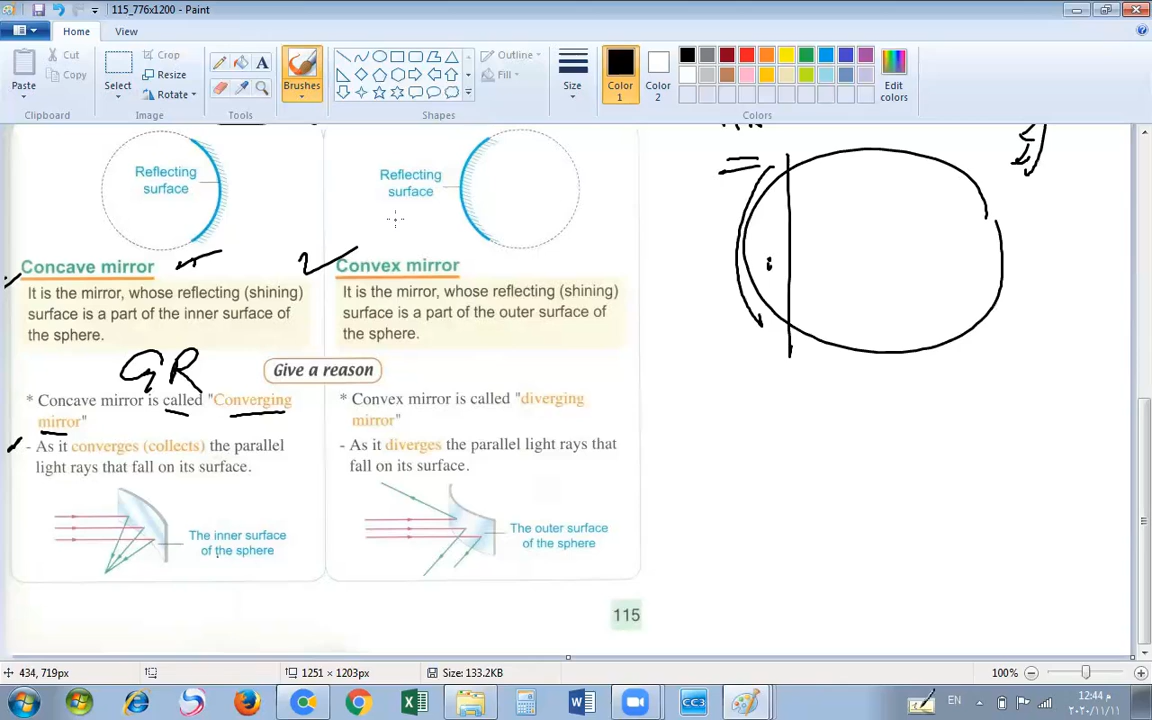 115_776x1200 - Paint
Home
View
Paste
Cut
Copy
Clipboard
Select
Crop
Resize
Rotate
Image
A
Tools
Brushes
Outline
Fill
Shapes
Size
Color
1
Color
2
Edit
colors
Colors
Reflecting
surface
Reflecting
surface
Concave mirror
It is the mirror, whose reflecting (shining)
surface is a part of the inner surface of
the sphere.
Convex mirror
It is the mirror, whose reflecting (shining)
surface is a part of the outer surface of
the sphere.
GR
Give a reason
* Concave mirror is called "Converging
mirror"
- As it converges (collects) the parallel
light rays that fall on its surface.
* Convex mirror is called "diverging
mirror"
- As it diverges the parallel light rays that
fall on its surface.
The inner surface
of the sphere
The outer surface
of the sphere
115
434, 719px
1251 × 1203px
Size: 133.2KB
100%
CC3
EN
12:44 م
٢٠٢٠/١١/١١